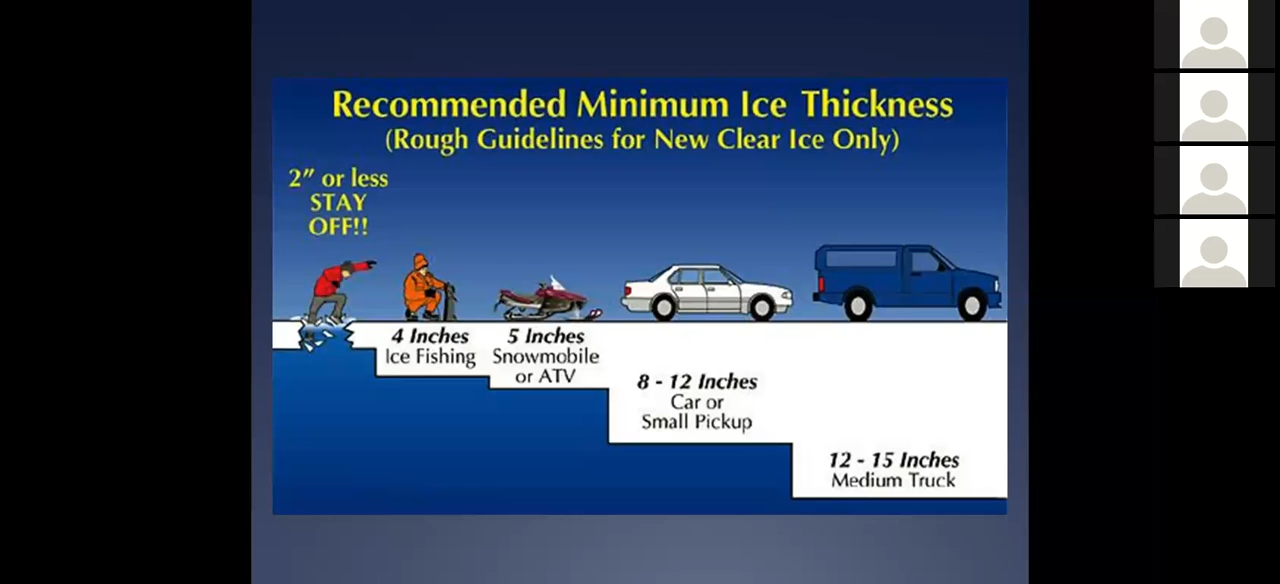 Recommended Minimum Ice Thickness
(Rough Guidelines for New Clear Ice Only)
2" or less
STAY
OFF!!
4 Inches
Ice Fishing
5 Inches
Snowmobile
or ATV
8 - 12 Inches
Car or
Small Pickup
12 - 15 Inches
Medium Truck